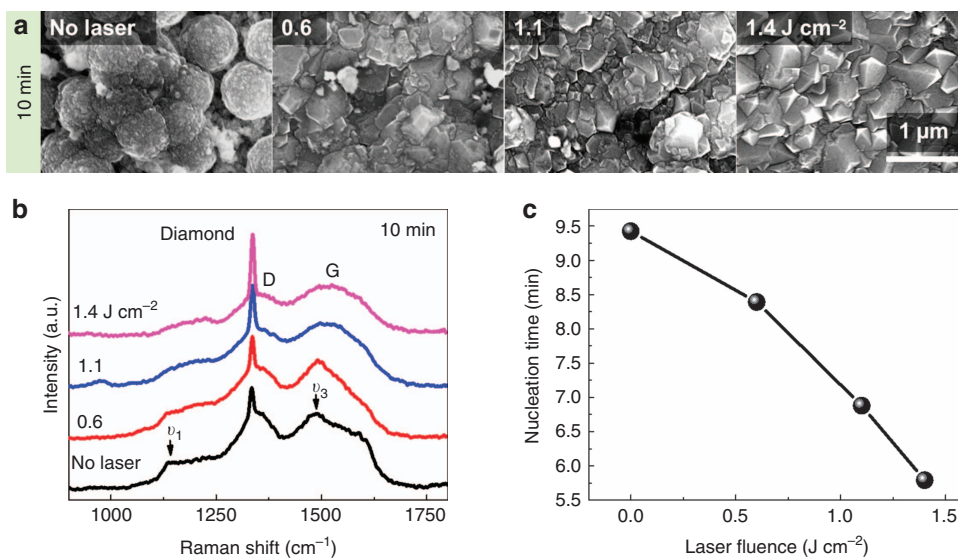 a
No laser
0.6
1.1
1.4 J cm⁻²
10 min
1 μm
b
Diamond
10 min
D
G
1.4 J cm⁻²
1.1
0.6
No laser
υ₁
υ₃
Intensity (a.u.)
1000
1250
1500
1750
Raman shift (cm⁻¹)
c
9.5
9.0
8.5
8.0
7.5
7.0
6.5
6.0
5.5
Nucleation time (min)
0.0
0.5
1.0
1.5
Laser fluence (J cm⁻²)